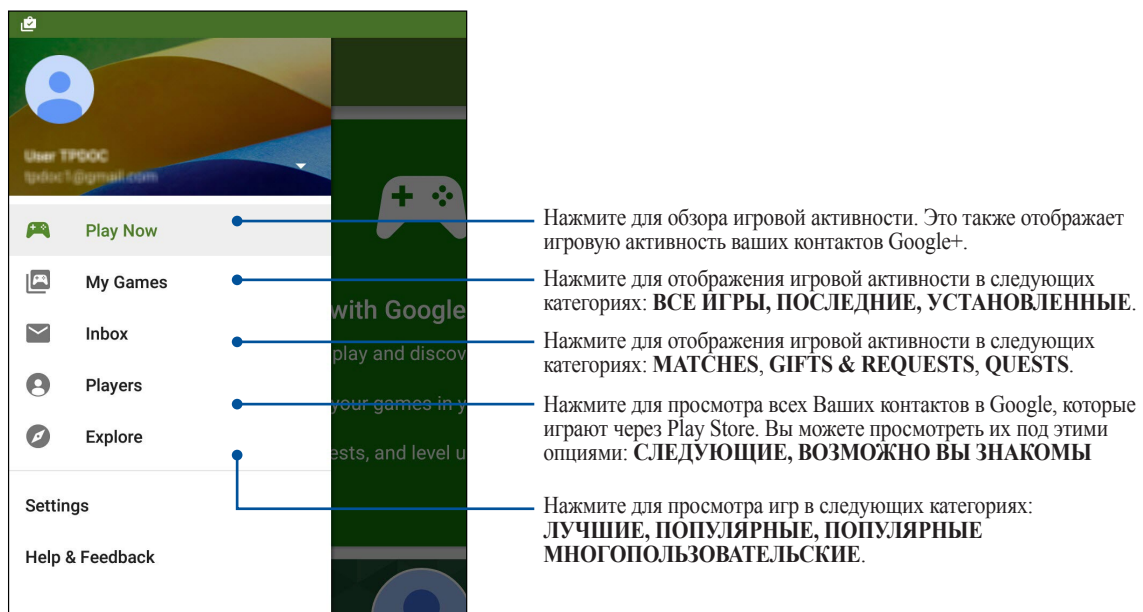 User TPDOC
tpdoc1@gmail.com
Play Now
My Games
Inbox
Players
Explore
Settings
Help & Feedback
with Google
play and discov
your games in y
ests, and level u
Нажмите для обзора игровой активности. Это также отображает
игровую активность ваших контактов Google+.
Нажмите для отображения игровой активности в следующих
категориях: ВСЕ ИГРЫ, ПОСЛЕДНИЕ, УСТАНОВЛЕННЫЕ.
Нажмите для отображения игровой активности в следующих
категориях: MATCHES, GIFTS & REQUESTS, QUESTS.
Нажмите для просмотра всех Ваших контактов в Google, которые
играют через Play Store. Вы можете просмотреть их под этими
опциями: СЛЕДУЮЩИЕ, ВОЗМОЖНО ВЫ ЗНАКОМЫ
Нажмите для просмотра игр в следующих категориях:
ЛУЧШИЕ, ПОПУЛЯРНЫЕ, ПОПУЛЯРНЫЕ
МНОГОПОЛЬЗОВАТЕЛЬСКИЕ.